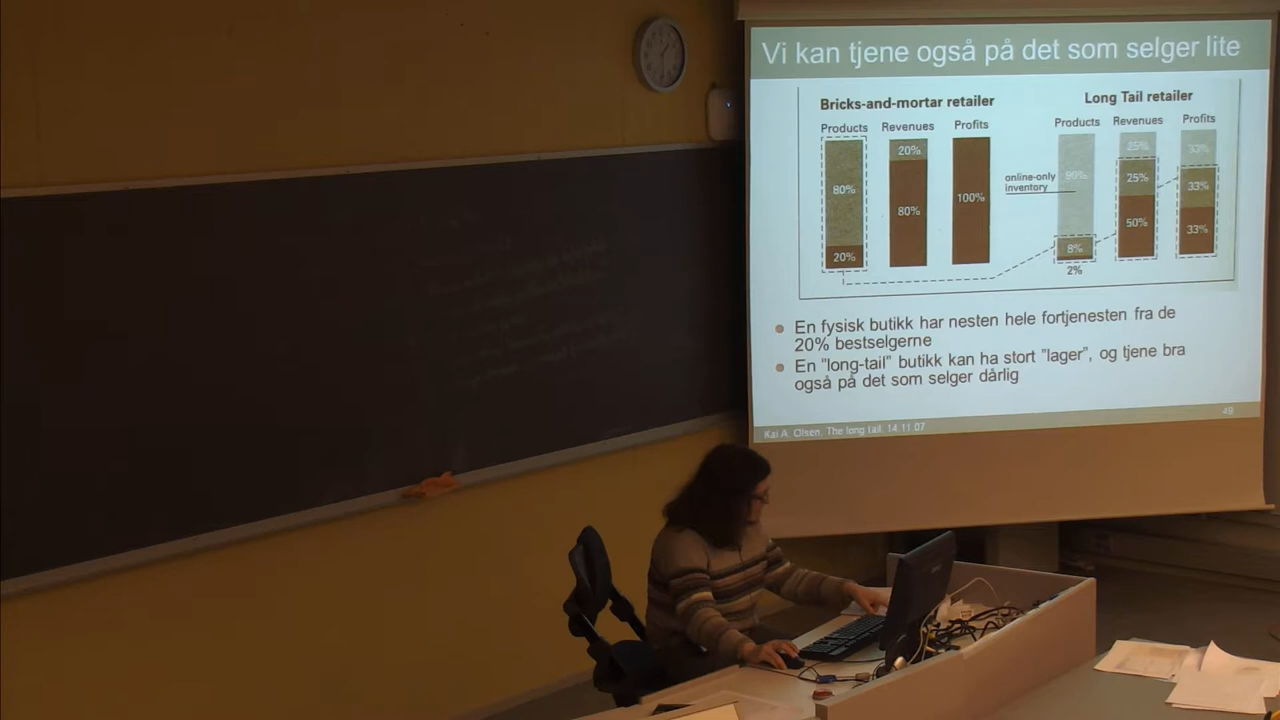 Vi kan tjene også på det som selger lite
Bricks-and-mortar retailer
Products Revenues Profits
80%
20%
20%
80%
100%
Long Tail retailer
Products Revenues Profits
online-only
inventory
90%
8%
2%
25%
25%
50%
33%
33%
33%
En fysisk butikk har nesten hele fortjenesten fra de
20% bestselgerne
En "long-tail" butikk kan ha stort "lager", og tjene bra
også på det som selger dårlig
49
Kai A. Olsen. The long tail. 14.11.07